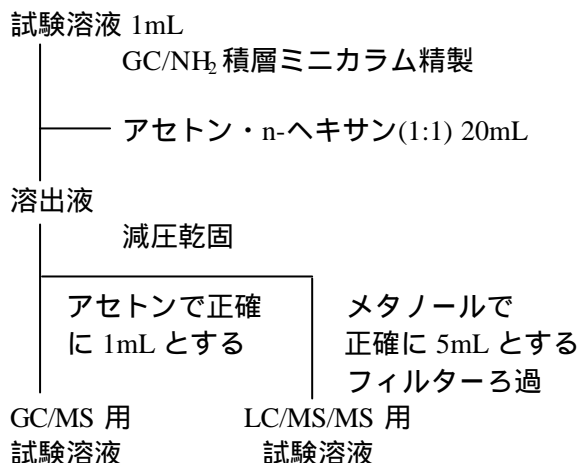 試験溶液 1mL
GC/NH2 積層ミニカラム精製
アセトン・n-ヘキサン(1:1) 20mL
溶出液
減圧乾固
アセトンで正確
に 1mL とする
メタノールで
正確に 5mL とする
フィルターろ過
GC/MS 用
試験溶液
LC/MS/MS 用
試験溶液